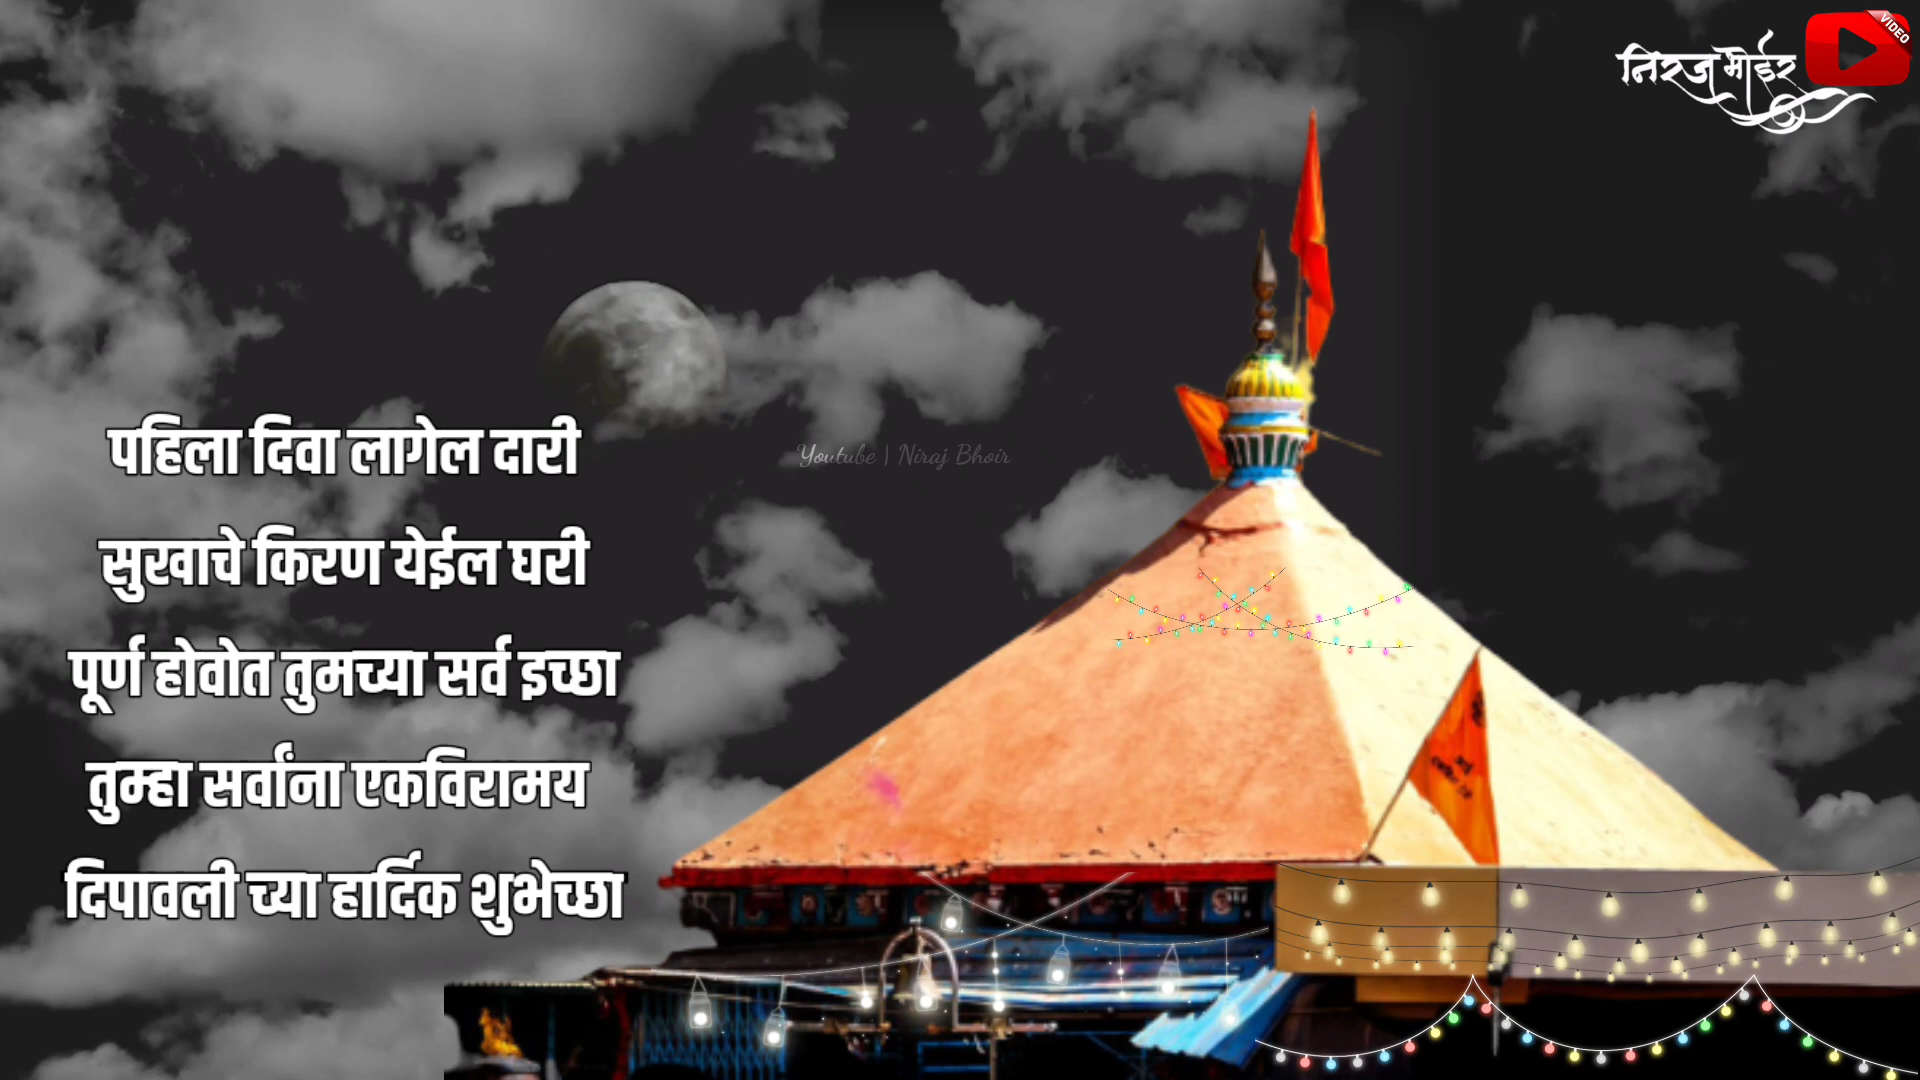 निरज भोईर
VIDEO
पहिला दिवा लागेल दारी
Youtube | Niraj Bhoir
सुखाचे किरण येईल घरी
पूर्ण होवोत तुमच्या सर्व इच्छा
तुम्हा सर्वांना एकविरामय
दिपावली च्या हार्दिक शुभेच्छा